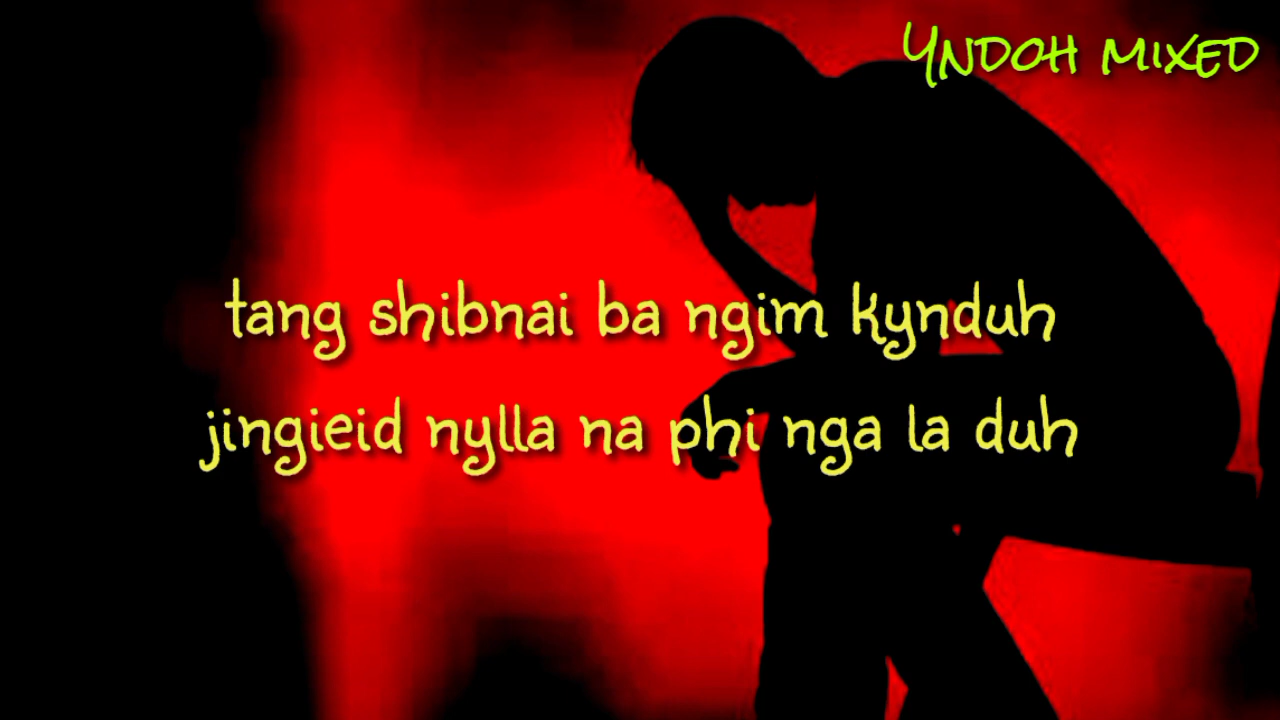 Yndoh mixed
tang shibnai ba ngim kynduh
jingieid nylla na phi nga la duh